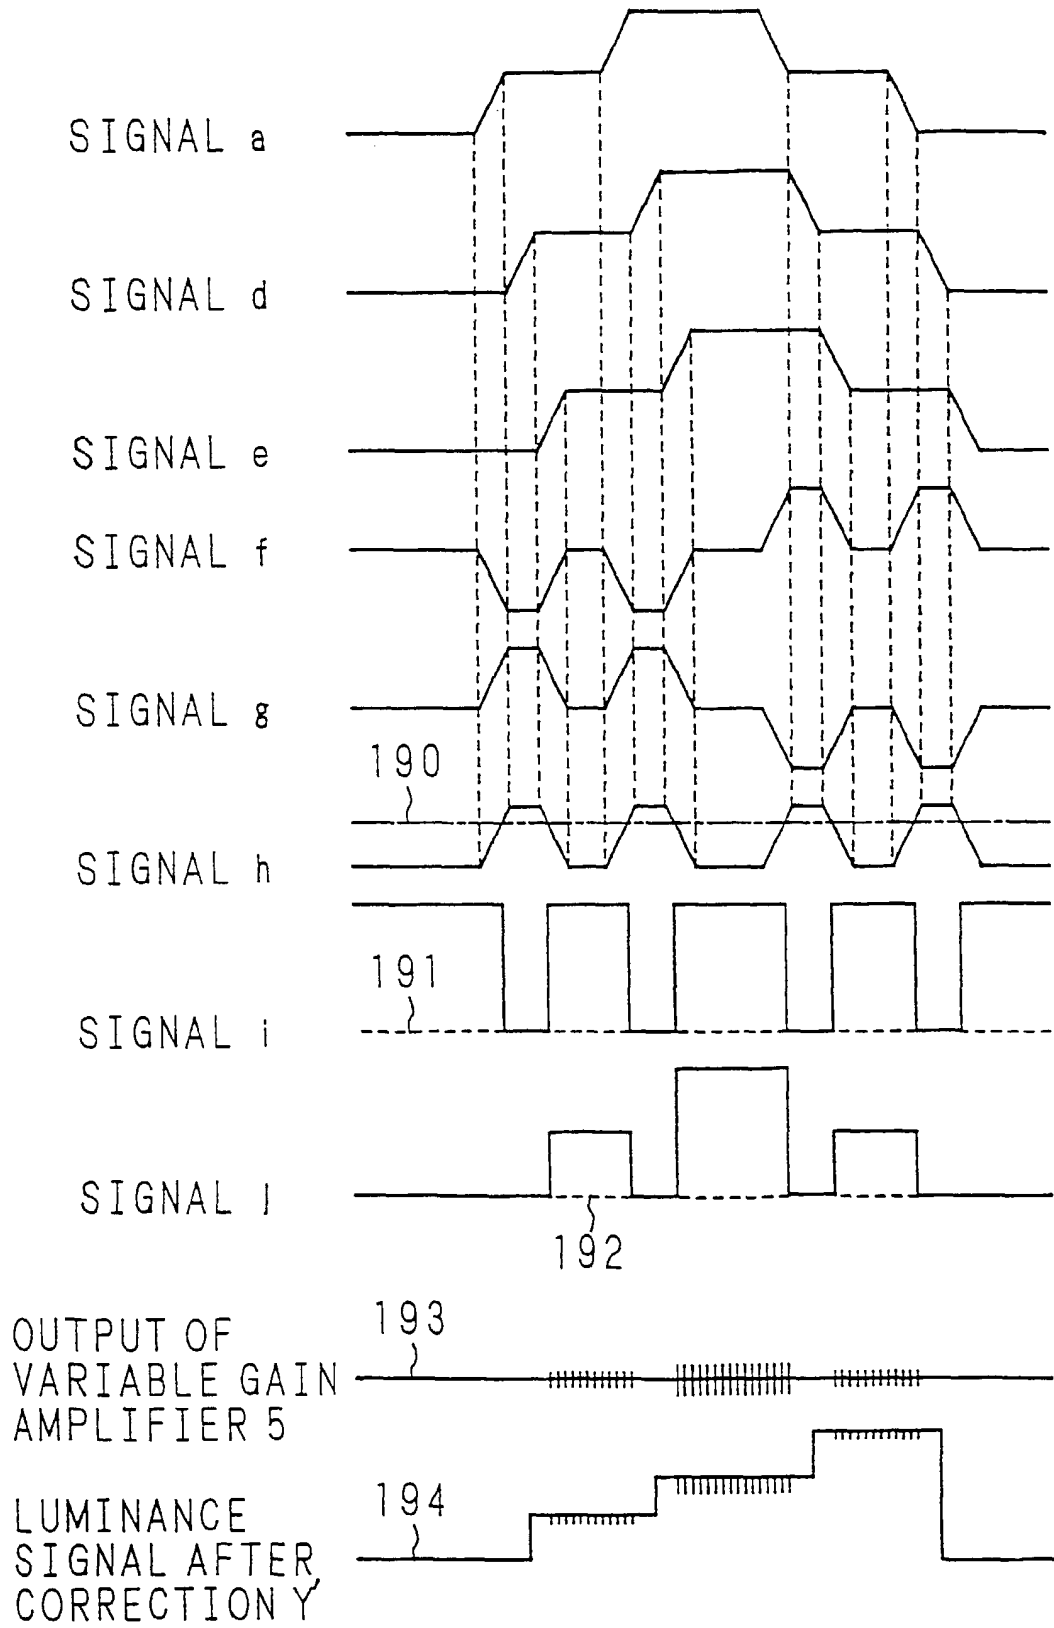 SIGNAL a
SIGNAL d
SIGNAL e
SIGNAL f
SIGNAL g
190
SIGNAL h
191
SIGNAL i
SIGNAL j
192
193
OUTPUT OF
VARIABLE GAIN
AMPLIFIER 5
194
LUMINANCE
SIGNAL AFTER
CORRECTION Y'